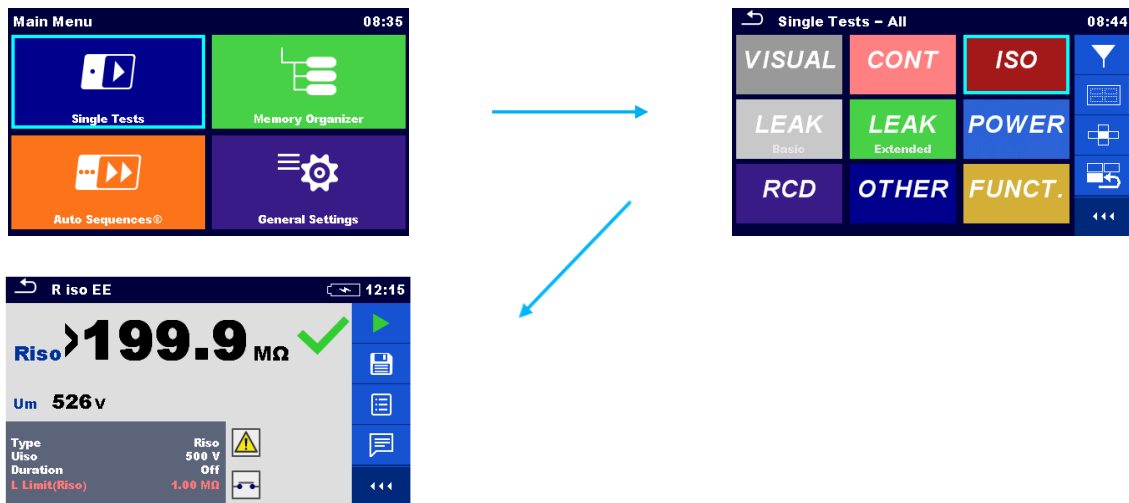 Main Menu 08:35
Single Tests
Memory Organizer
Auto Sequences®
General Settings
Single Tests – All 08:44
VISUAL CONT ISO
LEAK LEAK POWER
Basic Extended
RCD OTHER FUNCT.
R iso EE 12:15
Riso >199.9 MΩ
Um 526 V
Type Riso
Uiso 500 V
Duration Off
L Limit(Riso) 1.00 MΩ